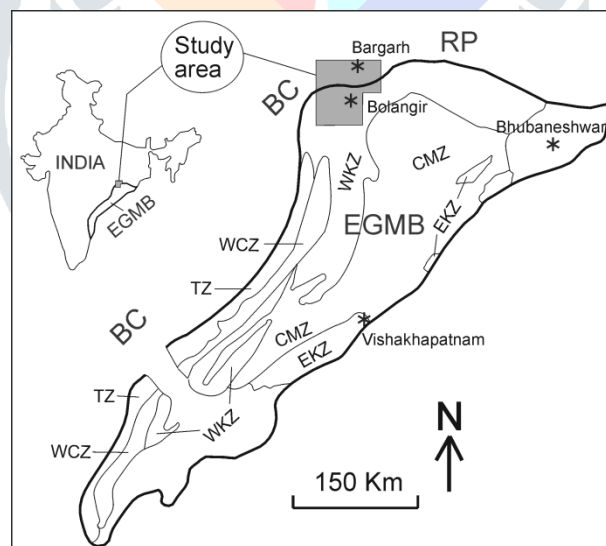 Study
area
Bargarh
RP
BC
Bolangir
Bhubaneshwar
INDIA
EGMB
WKZ
CMZ
EKZ
EGMB
WCZ
TZ
BC
CMZ
EKZ
Vishakhapatnam
TZ
WKZ
WCZ
N
150 Km